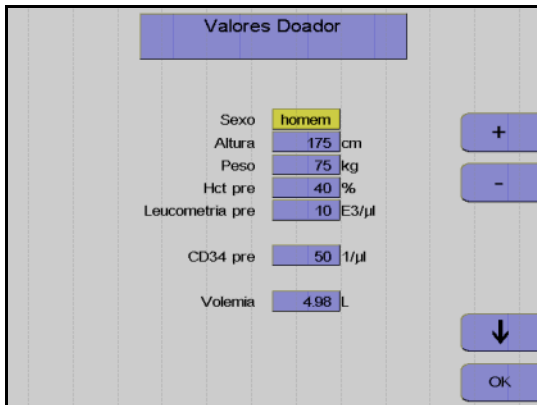 Valores Doador
Sexo homem
Altura 175 cm
Peso 75 kg
Hct pre 40 %
Leucometria pre 10 E3/µl
CD34 pre 50 1/µl
Volemia 4.98 L
+
-
↓
OK